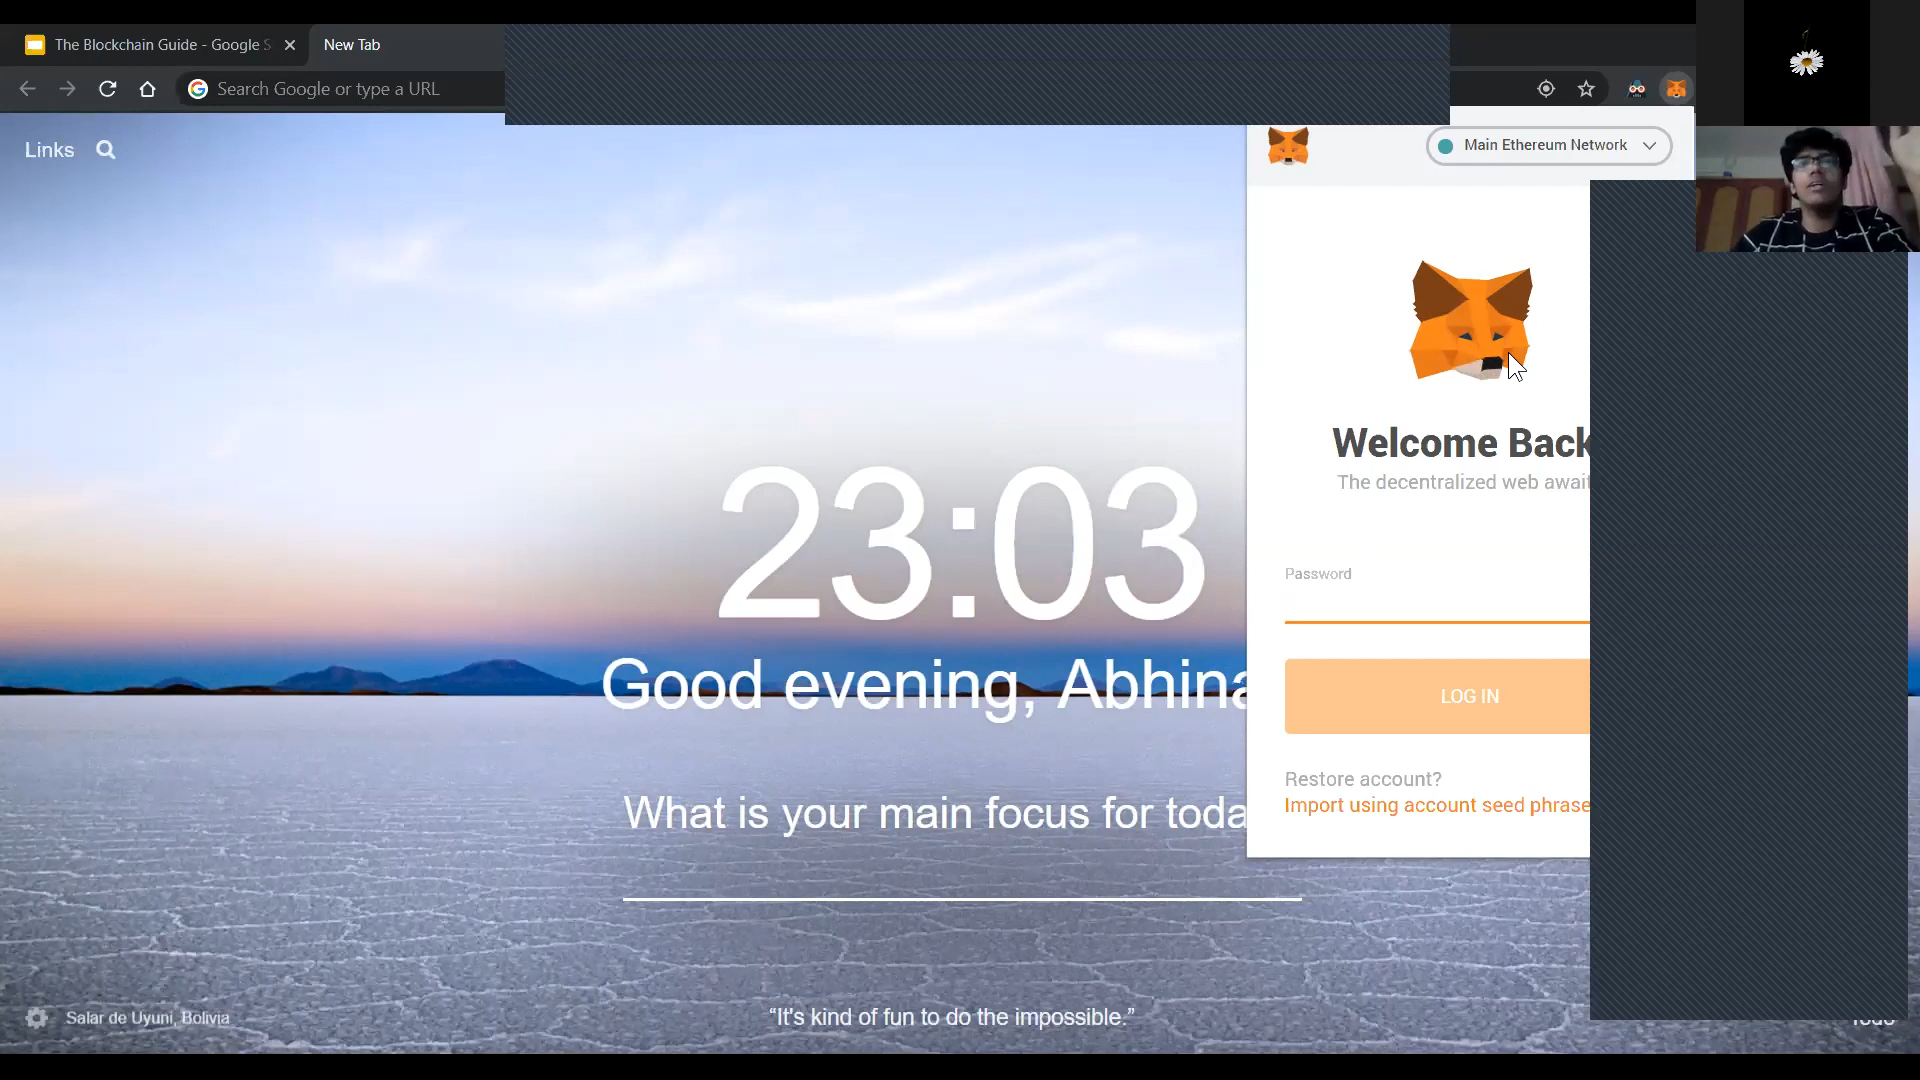 The Blockchain Guide - Google S
New Tab
Search Google or type a URL
Links
Main Ethereum Network
23:03
Good evening, Abhina
What is your main focus for toda
Welcome Back
The decentralized web await
Password
LOG IN
Restore account?
Import using account seed phrase
Salar de Uyuni, Bolivia
“It's kind of fun to do the impossible.”
Todo